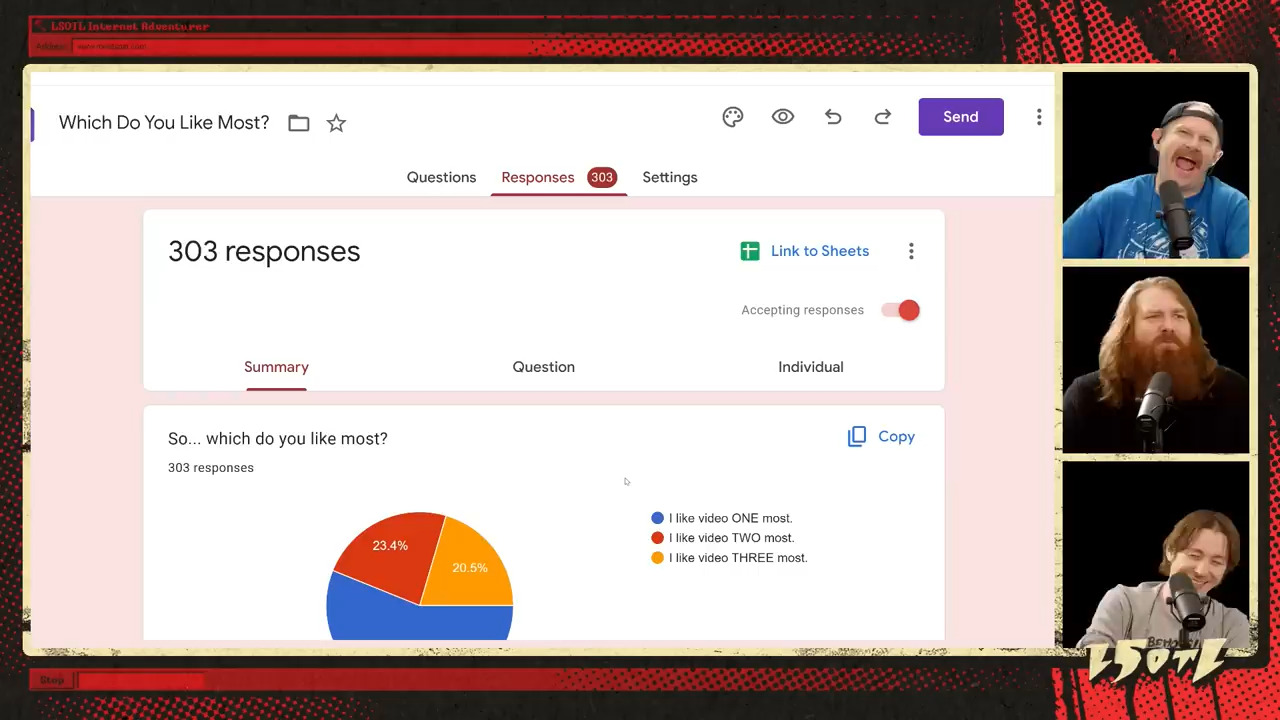 LSOTL Internet Adventurer
Address
Which Do You Like Most?
Send
Questions
Responses 303
Settings
303 responses
Link to Sheets
Accepting responses
Summary
Question
Individual
So... which do you like most?
Copy
303 responses
23.4%
20.5%
I like video ONE most.
I like video TWO most.
I like video THREE most.
LSOTL
Stop